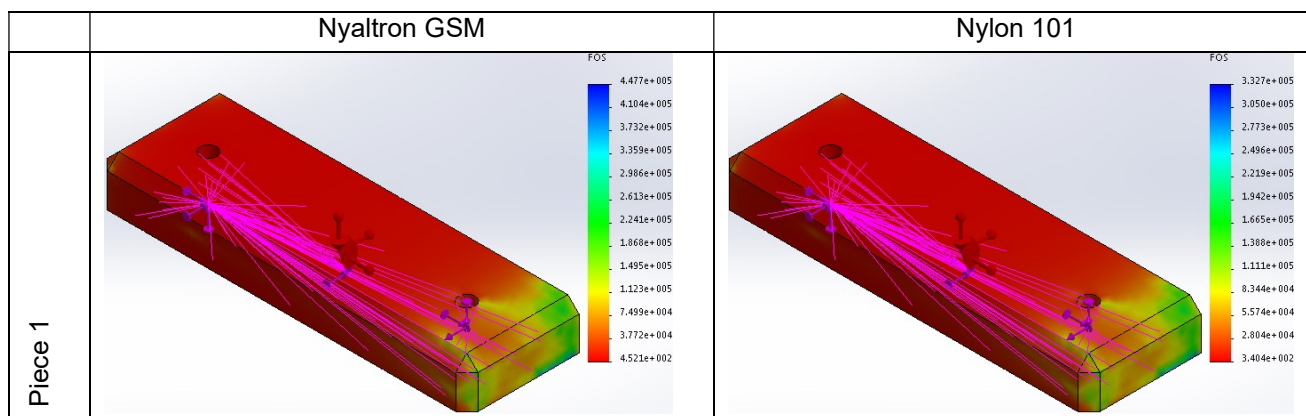 Nyaltron GSM
Nylon 101
Piece 1
FOS
4.477e+005
4.104e+005
3.732e+005
3.359e+005
2.986e+005
2.613e+005
2.241e+005
1.868e+005
1.495e+005
1.123e+005
7.499e+004
3.772e+004
4.521e+002
FOS
3.327e+005
3.050e+005
2.773e+005
2.496e+005
2.219e+005
1.942e+005
1.665e+005
1.388e+005
1.111e+005
8.344e+004
5.574e+004
2.804e+004
3.404e+002